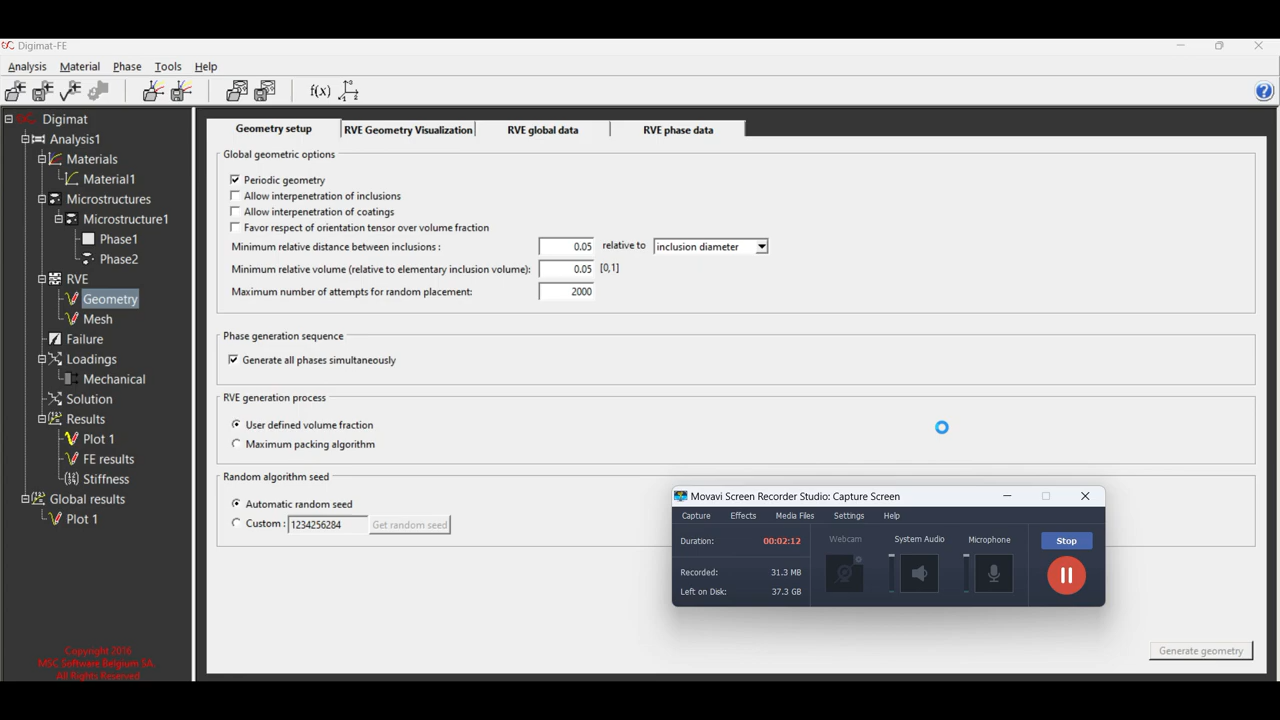 Digimat-FE
Analysis Material Phase Tools Help
f(x)
Digimat
Analysis1
Materials
Material1
Microstructures
Microstructure1
Phase1
Phase2
RVE
Geometry
Mesh
Failure
Loadings
Mechanical
Solution
Results
Plot 1
FE results
Stiffness
Global results
Plot 1
Copyright 2016
MSC Software Belgium SA.
All Rights Reserved
Geometry setup RVE Geometry Visualization RVE global data RVE phase data
Global geometric options
Periodic geometry
Allow interpenetration of inclusions
Allow interpenetration of coatings
Favor respect of orientation tensor over volume fraction
Minimum relative distance between inclusions : 0.05 relative to inclusion diameter
Minimum relative volume (relative to elementary inclusion volume): 0.05 [0,1]
Maximum number of attempts for random placement: 2000
Phase generation sequence
Generate all phases simultaneously
RVE generation process
User defined volume fraction
Maximum packing algorithm
Random algorithm seed
Automatic random seed
Custom : 1234256284 Get random seed
Generate geometry
Movavi Screen Recorder Studio: Capture Screen
Capture Effects Media Files Settings Help
Duration: 00:02:12
Recorded: 31.3 MB
Left on Disk: 37.3 GB
Webcam System Audio Microphone
Stop